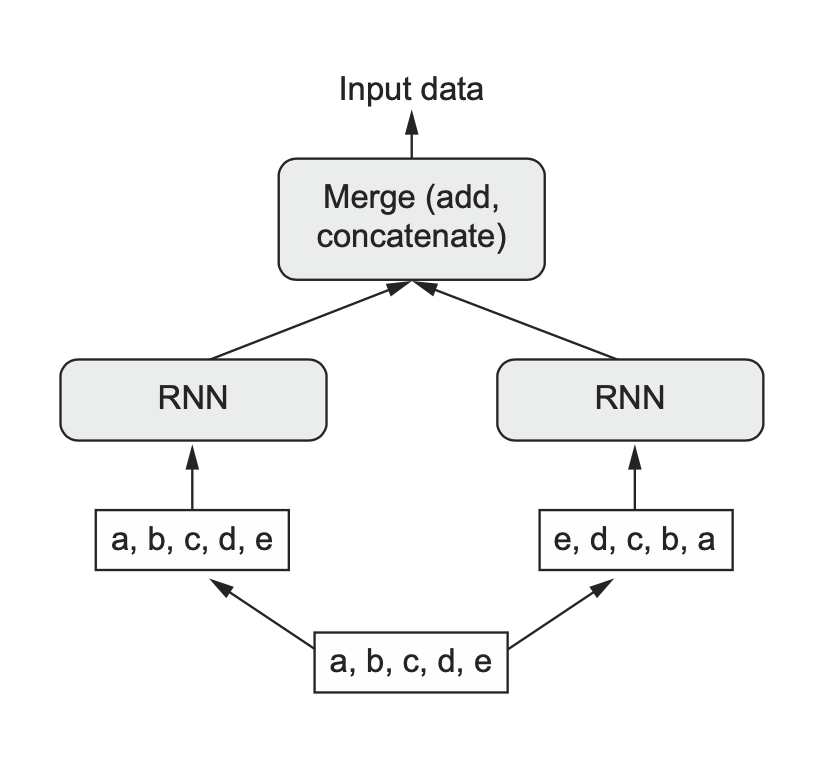 Input data
Merge (add,
concatenate)
RNN
RNN
a, b, c, d, e
e, d, c, b, a
a, b, c, d, e